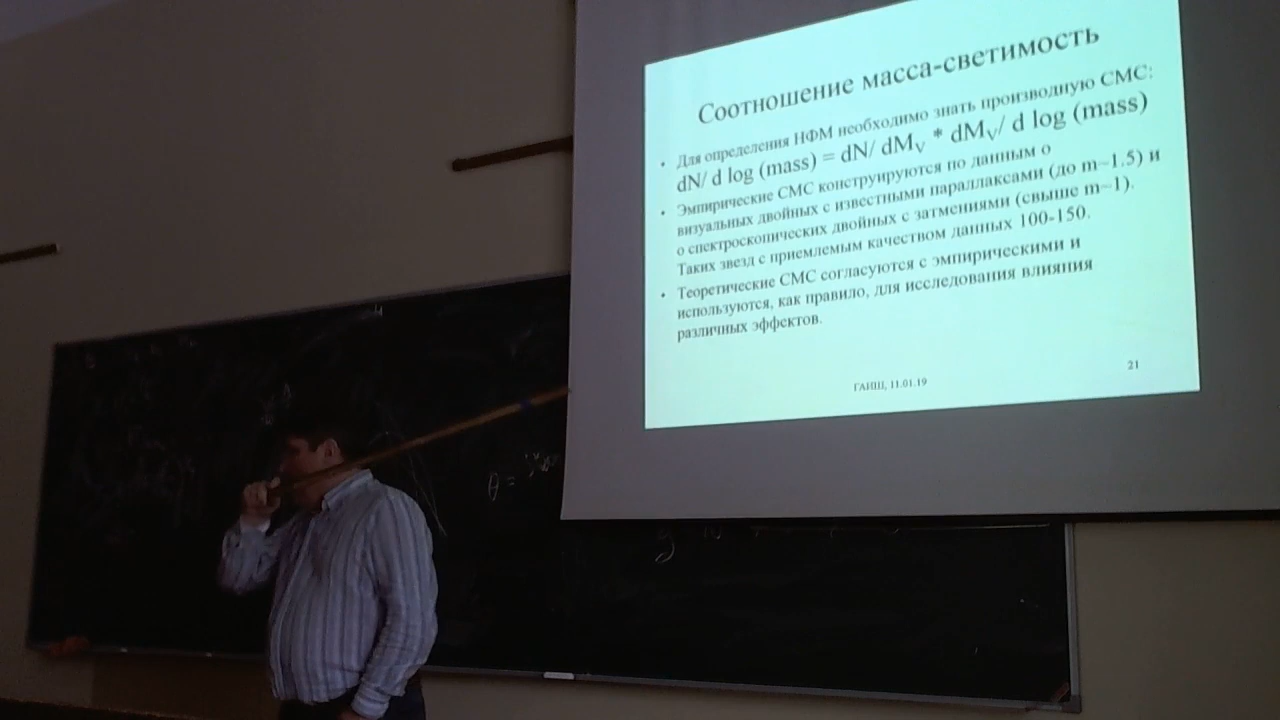 Соотношение масса-светимость
• Для определения НФМ необходимо знать производную СМС:
dN/ d log (mass) = dN/ dMV * dMV/ d log (mass)
• Эмпирические СМС конструируются по данным о
визуальных двойных с известными параллаксами (до m~1.5) и
о спектроскопических двойных с затмениями (свыше m~1).
Таких звезд с приемлемым качеством данных 100-150.
• Теоретические СМС согласуются с эмпирическими и
используются, как правило, для исследования влияния
различных эффектов.
ГАИШ, 11.01.19
21
θ =